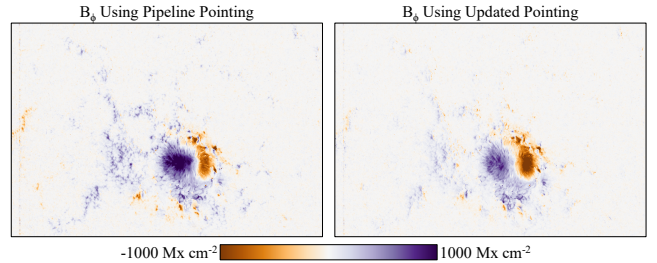 B_ϕ Using Pipeline Pointing
B_ϕ Using Updated Pointing
-1000 Mx cm⁻² 1000 Mx cm⁻²